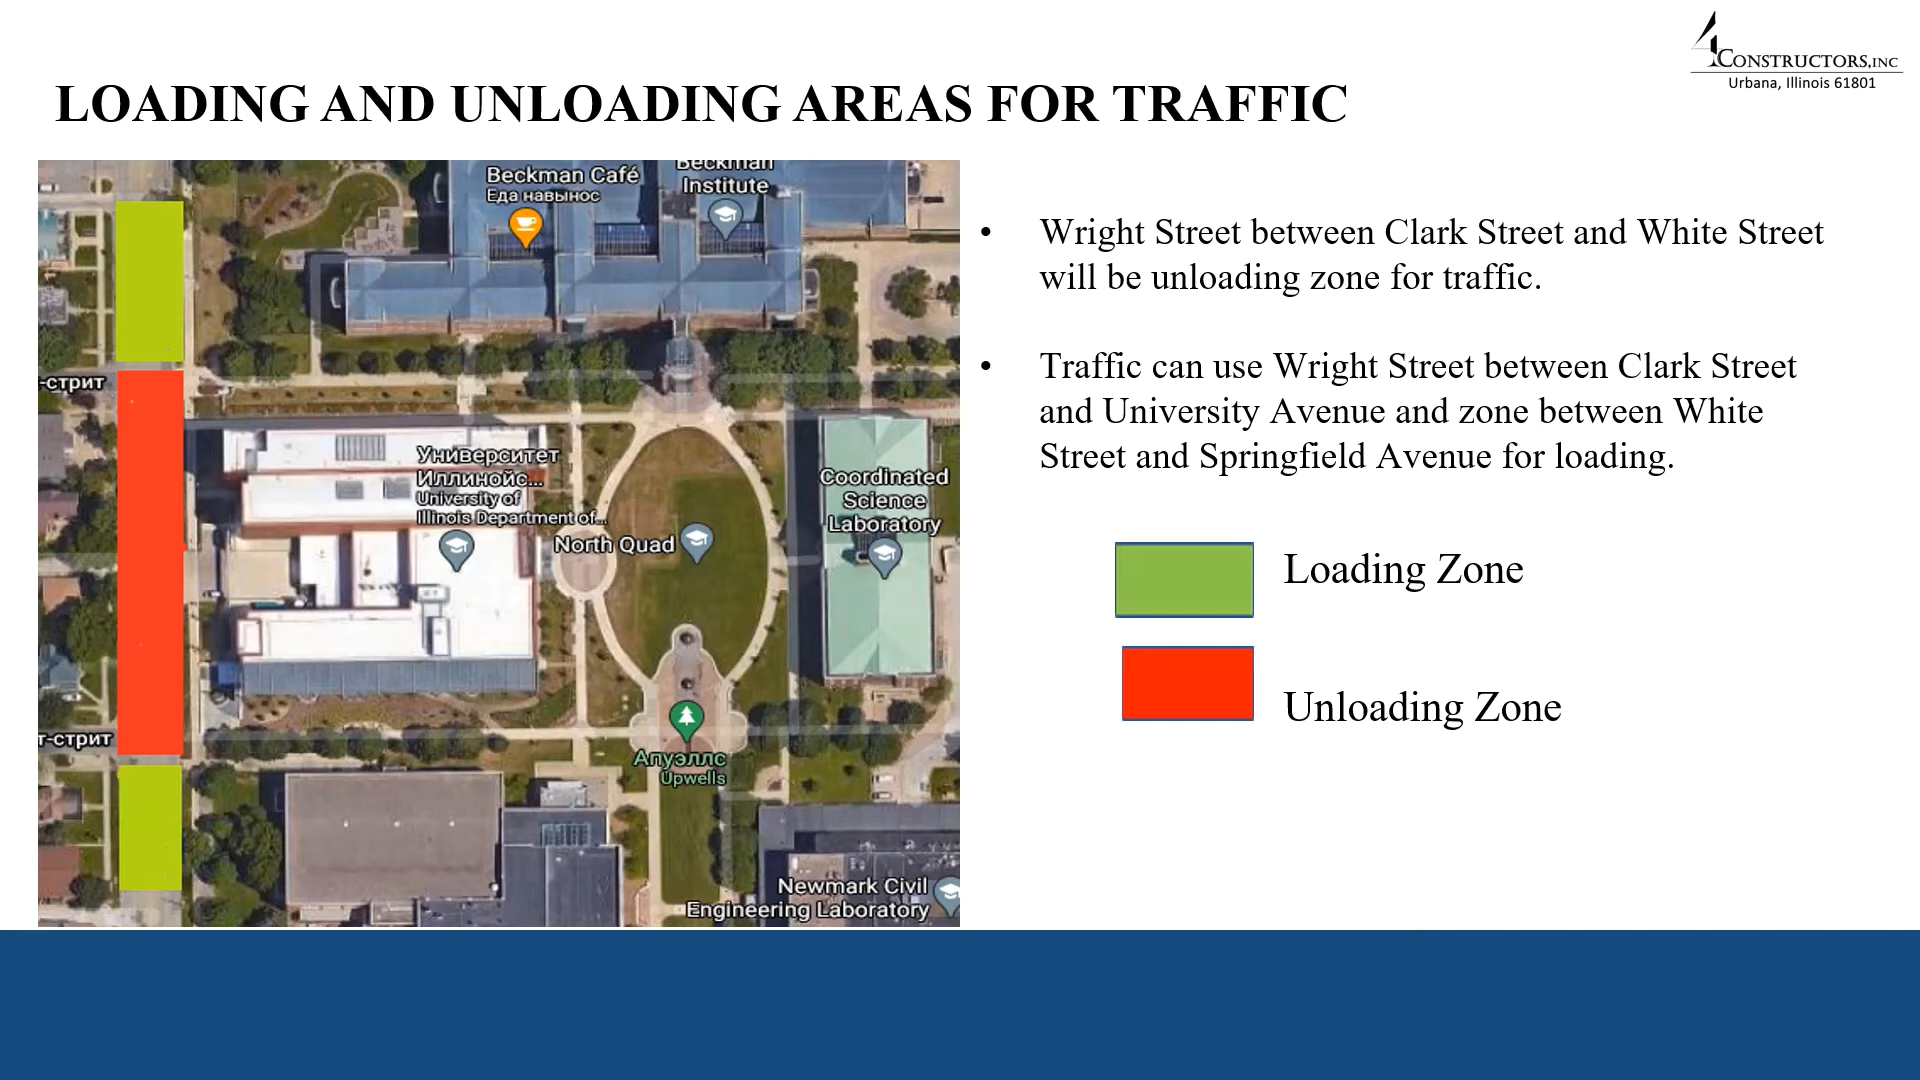 4CONSTRUCTORS,INC
Urbana, Illinois 61801
LOADING AND UNLOADING AREAS FOR TRAFFIC
Beckman Café
Еда навынос
Beckman
Institute
-стрит
Университет
Иллинойс...
University of
Illinois Department of...
North Quad
Coordinated
Science
Laboratory
т-стрит
Апуэллс
Upwells
Newmark Civil
Engineering Laboratory
• Wright Street between Clark Street and White Street
will be unloading zone for traffic.
• Traffic can use Wright Street between Clark Street
and University Avenue and zone between White
Street and Springfield Avenue for loading.
Loading Zone
Unloading Zone